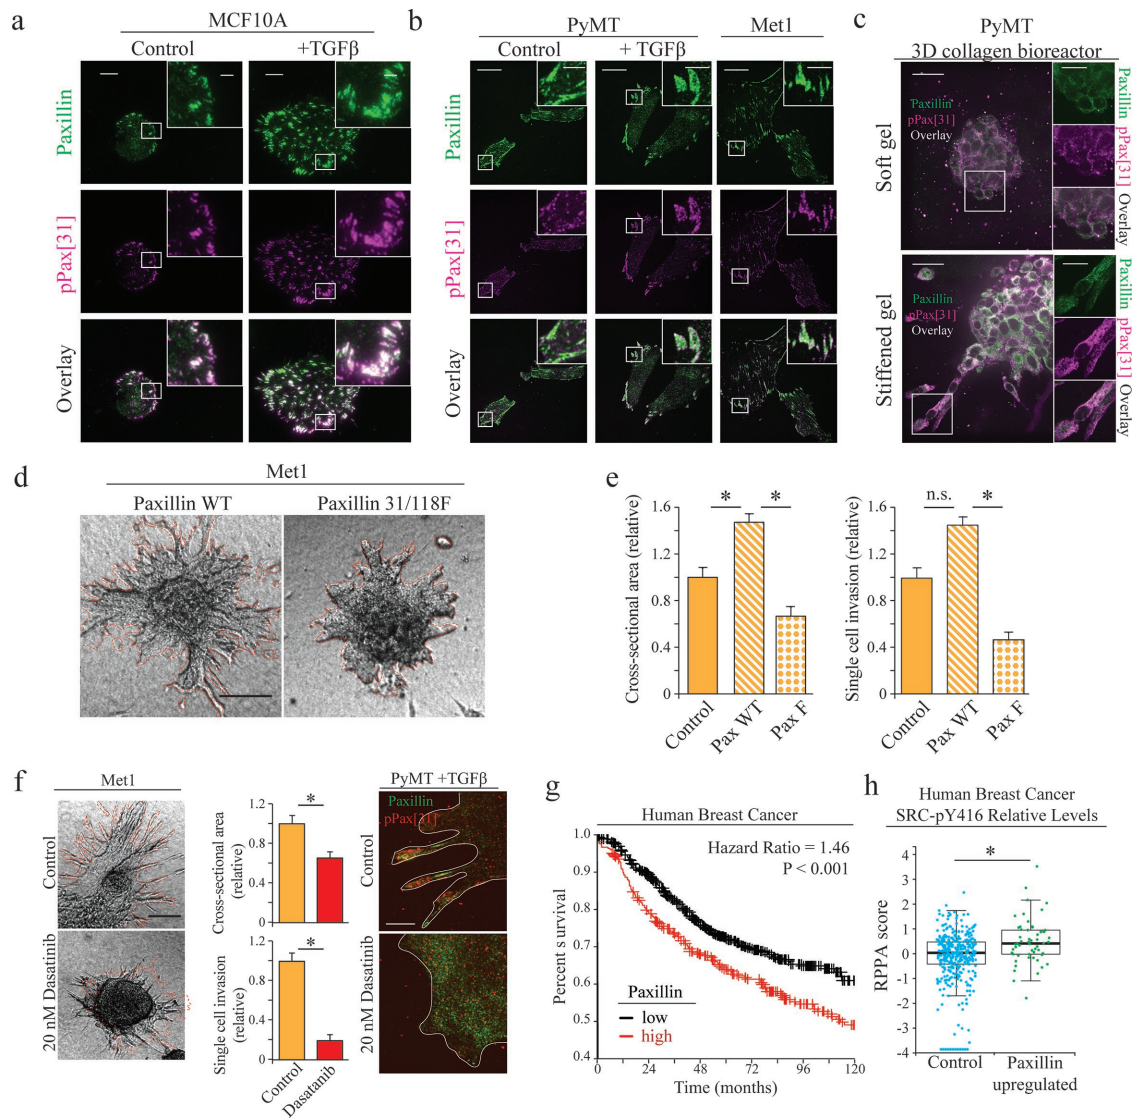 a
MCF10A
Control
+TGFβ
Paxillin
pPax[31]
Overlay
b
PyMT
Met1
Control
+ TGFβ
Paxillin
pPax[31]
Overlay
c
PyMT
3D collagen bioreactor
Soft gel
Paxillin
pPax[31]
Overlay
Paxillin
pPax[31]
Overlay
Stiffened gel
Paxillin
pPax[31]
Overlay
Paxillin
pPax[31]
Overlay
d
Met1
Paxillin WT
Paxillin 31/118F
e
Cross-sectional area (relative)
1.6
1.2
0.8
0.4
0
*
*
Control
Pax WT
Pax F
Single cell invasion (relative)
1.6
1.2
0.8
0.4
0
n.s.
*
Control
Pax WT
Pax F
f
Met1
Control
20 nM Dasatinib
Cross-sectional area
(relative)
1.2
0.8
0.4
0
*
Single cell invasion
(relative)
1.2
0.8
0.4
0
*
Control
Dasatanib
PyMT +TGFβ
Paxillin
pPax[31]
Control
20 nM Dasatinib
g
Human Breast Cancer
Hazard Ratio = 1.46
P < 0.001
Percent s urvival
1.0
0.9
0.8
0.7
0.6
0.5
0.4
Paxillin
low
high
0
24
48
72
96
120
Time (months)
h
Human Breast Cancer
SRC-pY416 Relative Levels
*
RPPA score
4
3
2
1
0
-1
-2
-3
-4
Control
Paxillin
upregulated